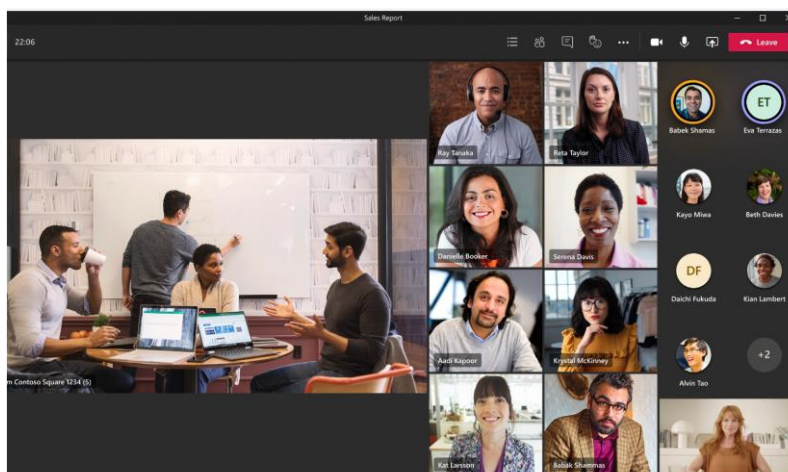 Sales Report
22:06
Leave
Ray Tanaka
Reta Taylor
Babek Shamas
ET
Eva Terrazas
Danielle Booker
Serena Davis
Kayo Miwa
Beth Davies
Aadi Kapoor
Krystal McKinney
DF
Daichi Fukuda
Kian Lambert
m Contoso Square 1234 (5)
Alvin Tao
+2
Kat Larsson
Babak Shammas